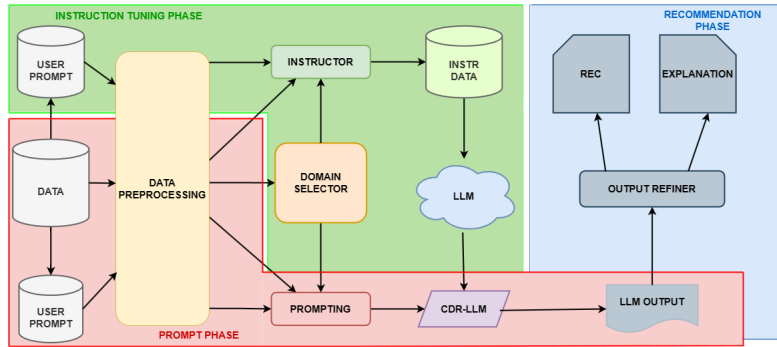 INSTRUCTION TUNING PHASE
RECOMMENDATION
PHASE
USER
PROMPT
INSTRUCTOR
INSTR
DATA
REC
EXPLANATION
DATA
DATA
PREPROCESSING
DOMAIN
SELECTOR
LLM
OUTPUT REFINER
USER
PROMPT
PROMPTING
CDR-LLM
LLM OUTPUT
PROMPT PHASE